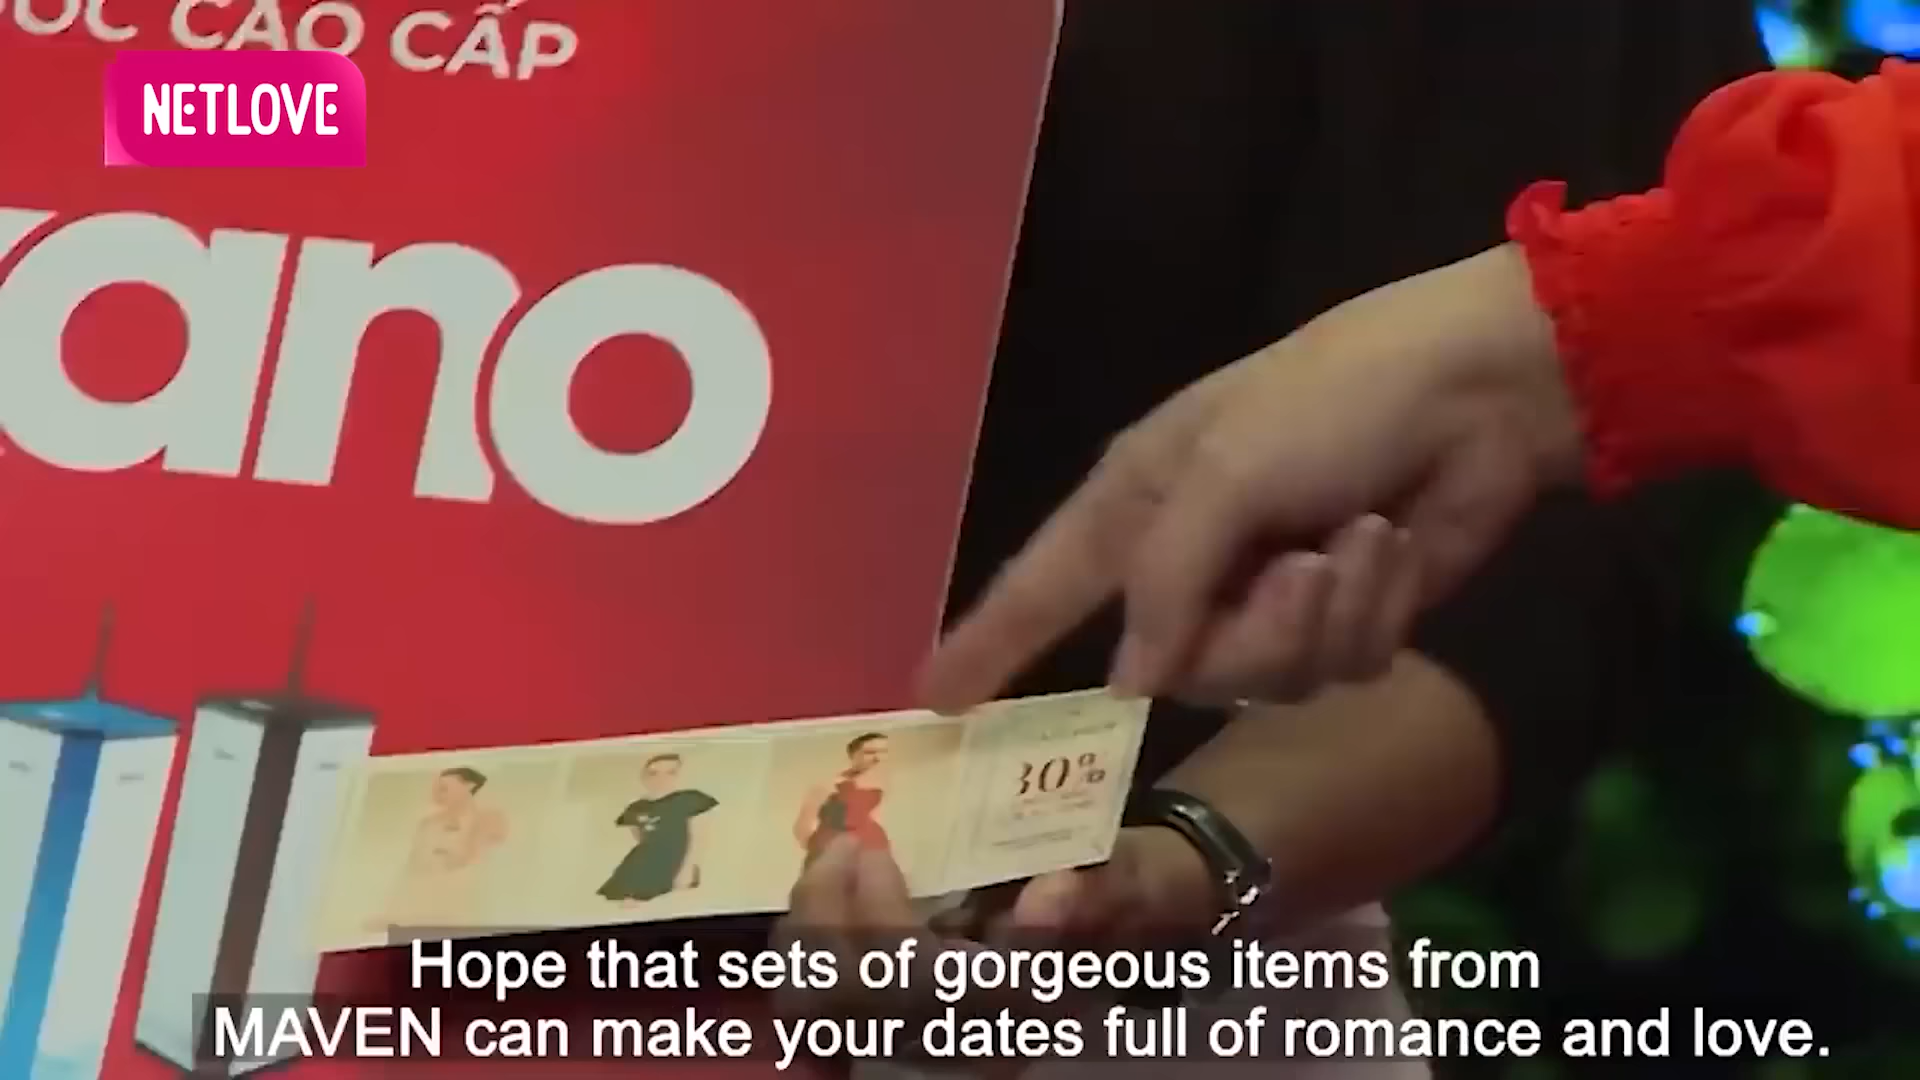 CAO CẤP
NETLOVE
ano
30%
Hope that sets of gorgeous items from
MAVEN can make your dates full of romance and love.